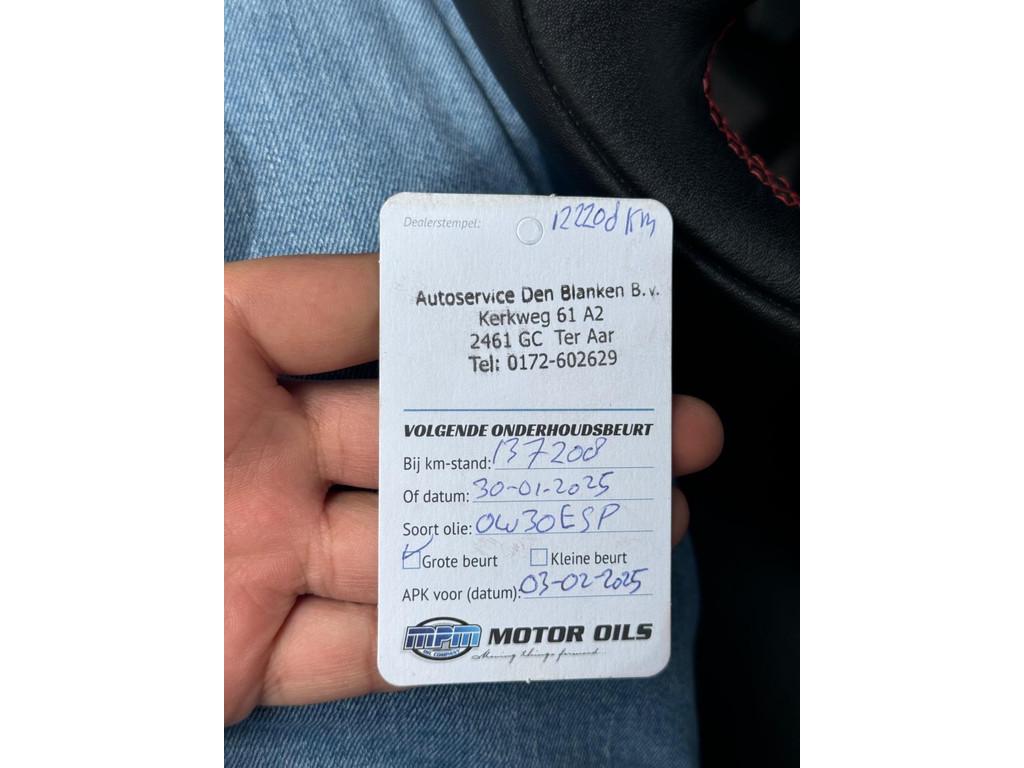 Dealerstempel:
122208 KM
Autoservice Den Blanken B.v.
Kerkweg 61 A2
2461 GC Ter Aar
Tel: 0172-602629
VOLGENDE ONDERHOUDSBEURT
Bij km-stand: 137208
Of datum: 30-01-2025
Soort olie: 0W30ESP
Grote beurt Kleine beurt
APK voor (datum): 03-02-2025
MPM MOTOR OILS
OIL COMPANY Moving things forward...